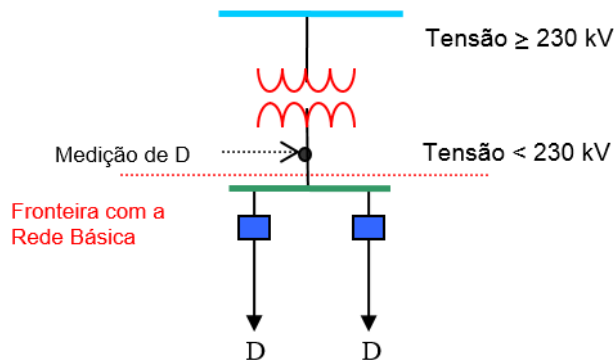 Tensão ≥ 230 kV
Medição de D
Tensão < 230 kV
Fronteira com a
Rede Básica
D
D